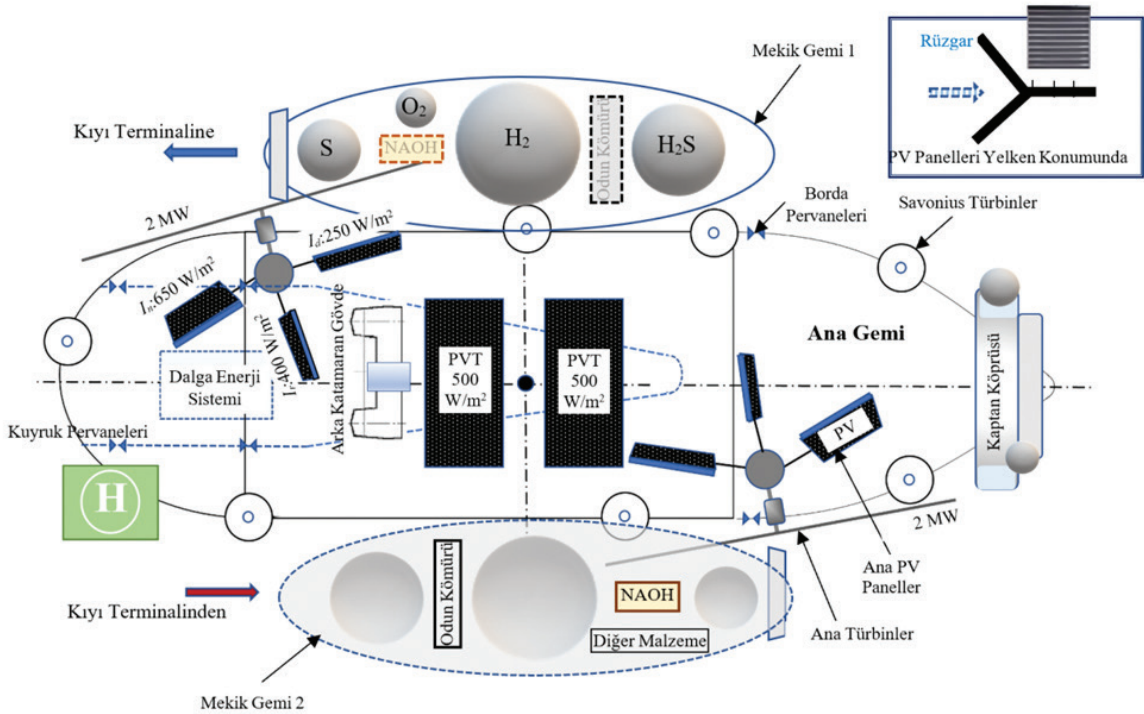 Mekik Gemi 1
Rüzgar
PV Panelleri Yelken Konumunda
Kıyı Terminaline
S
O₂
NAOH
H₂
Odun Kömürü
H₂S
Borda
Pervaneleri
Savonius Türbinler
2 MW
I_d:250 W/m²
I_n:650 W/m²
I_r:400 W/m²
Arka Katamaran Gövde
PVT
500
W/m²
PVT
500
W/m²
Ana Gemi
Kaptan Köprüsü
Dalga Enerji
Sistemi
Kuyruk Pervaneleri
H
PV
2 MW
Ana PV
Paneller
Ana Türbinler
Kıyı Terminalinden
Odun Kömürü
NAOH
Diğer Malzeme
Mekik Gemi 2